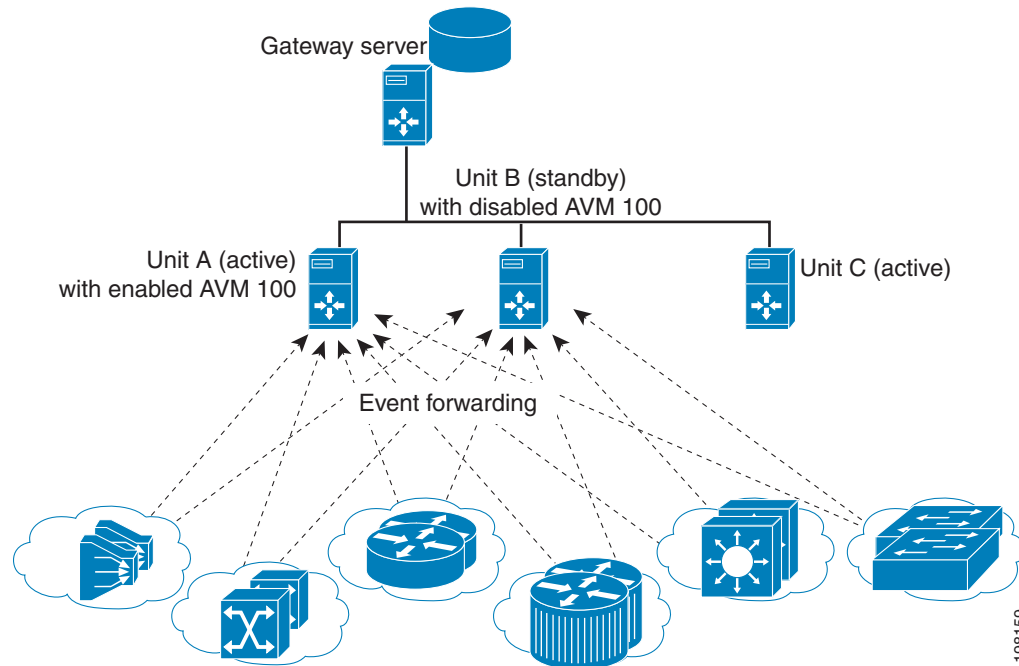 Gateway server
Unit B (standby)
with disabled AVM 100
Unit A (active)
with enabled AVM 100
Unit C (active)
Event forwarding